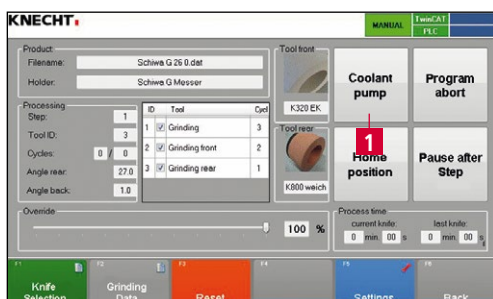 KNECHT
MANUAL
TwinCAT
PLC
Product:
Filename: Schiwa G 26 0.dat
Holder: Schiwa G Messer
Tool front
K320 EK
Tool rear
K800 weich
Coolant pump
Program abort
1
Home position
Pause after Step
Processing
Step: 1
Tool ID: 3
Cycles: 0 / 0
Angle rear: 27.0
Angle back: 1.0
ID Tool Cycl
1 Grinding 3
2 Grinding front 2
3 Grinding rear 1
Override
100 %
Process time
current knife: last knife:
0 min. 00 s 0 min. 00 s
F1 F2 F3 F4 F5 F6
Knife Selection
Grinding Data
Reset
Settings
Back